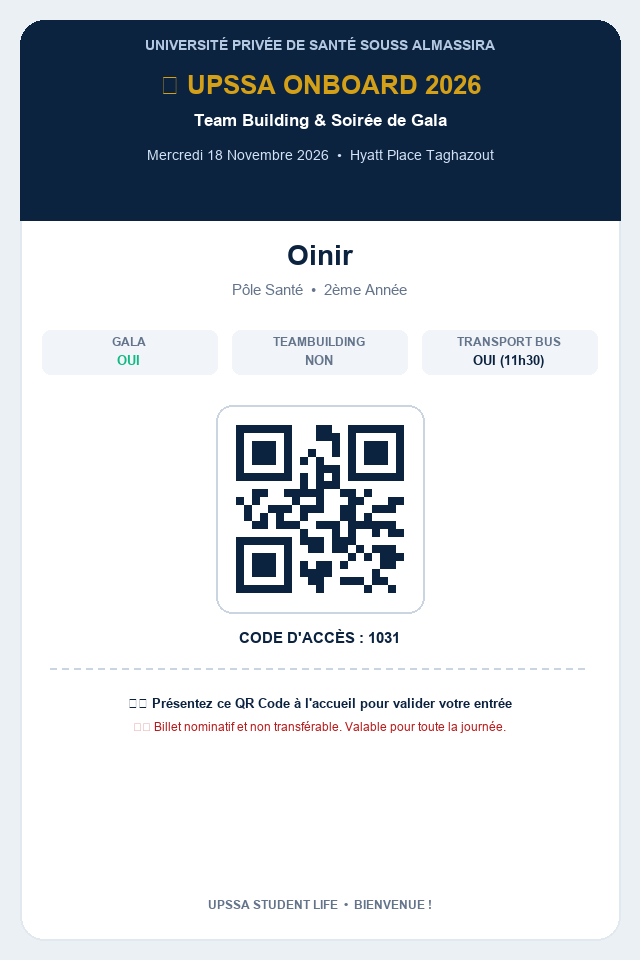 UNIVERSITÉ PRIVÉE DE SANTÉ SOUSS ALMASSIRA
UPSSA ONBOARD 2026
Team Building & Soirée de Gala
Mercredi 18 Novembre 2026 • Hyatt Place Taghazout
Oinir
Pôle Santé • 2ème Année
GALA
OUI
TEAMBUILDING
NON
TRANSPORT BUS
OUI (11h30)
CODE D'ACCÈS : 1031
Présentez ce QR Code à l'accueil pour valider votre entrée
Billet nominatif et non transférable. Valable pour toute la journée.
UPSSA STUDENT LIFE • BIENVENUE !